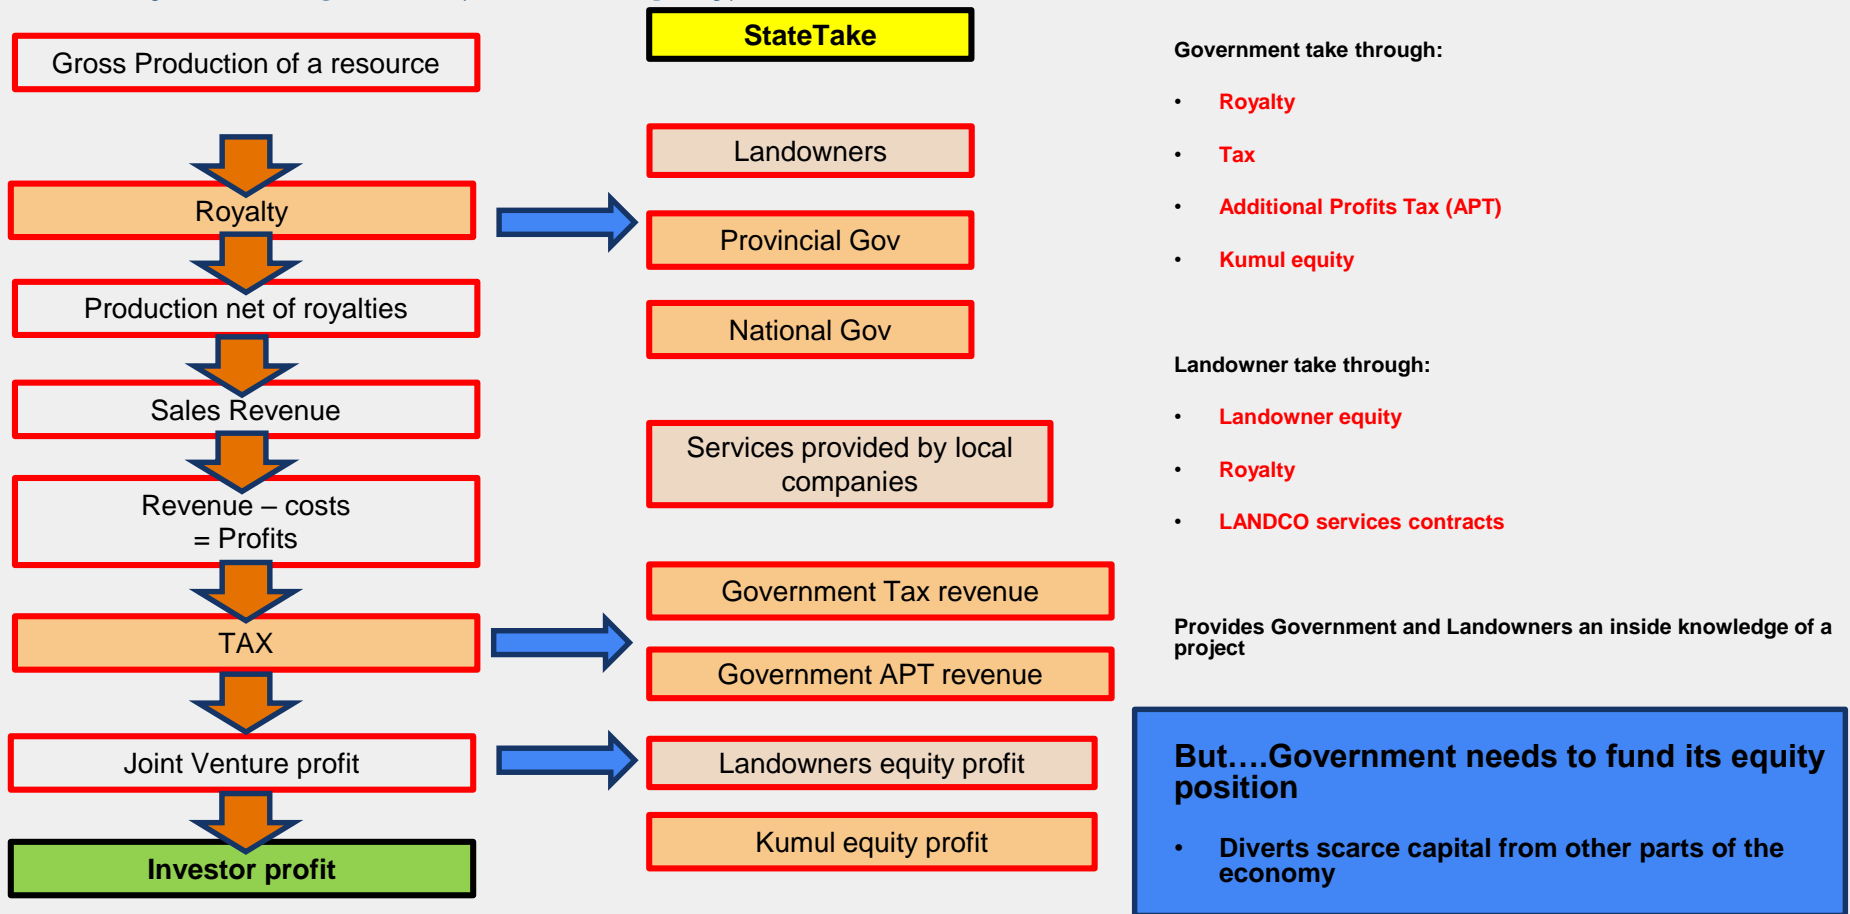 Gross Production of a resource
Royalty
Production net of royalties
Sales Revenue
Revenue – costs
= Profits
TAX
Joint Venture profit
Investor profit
StateTake
Landowners
Provincial Gov
National Gov
Services provided by local
companies
Government Tax revenue
Government APT revenue
Landowners equity profit
Kumul equity profit
Government take through:
• Royalty
• Tax
• Additional Profits Tax (APT)
• Kumul equity
Landowner take through:
• Landowner equity
• Royalty
• LANDCO services contracts
Provides Government and Landowners an inside knowledge of a
project
But….Government needs to fund its equity
position
• Diverts scarce capital from other parts of the
economy